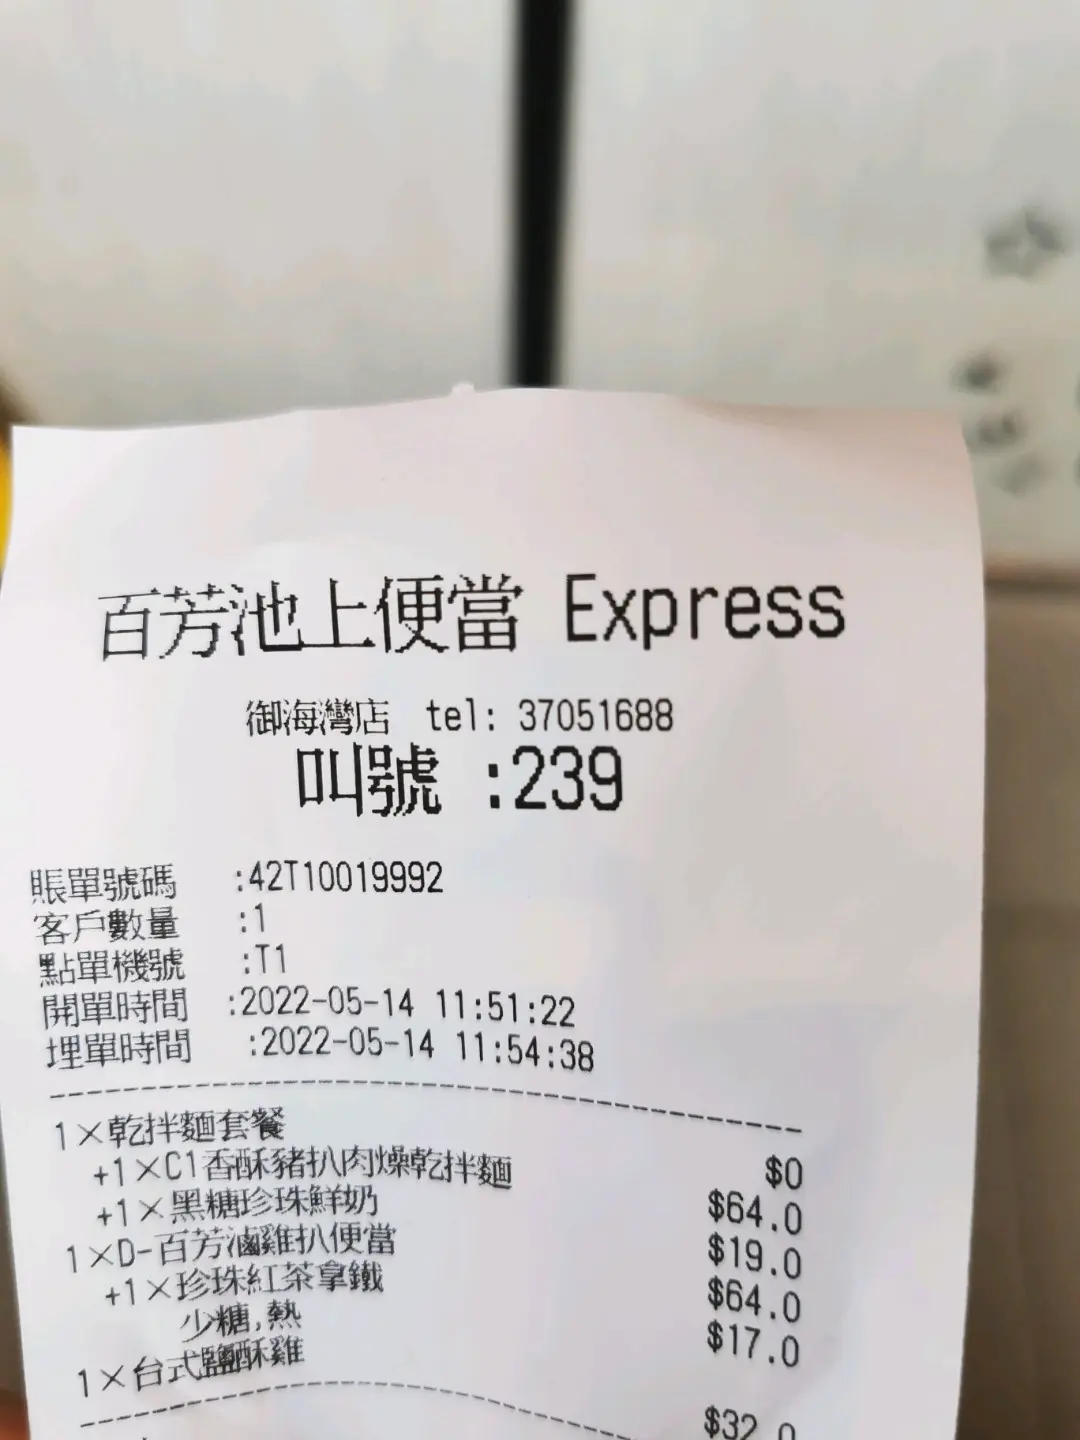 百芳池上便當 Express
御海灣店 tel: 37051688
叫號 :239
賬單號碼 :42T10019992
客戶數量 :1
點單機號 :T1
開單時間 :2022-05-14 11:51:22
埋單時間 :2022-05-14 11:54:38
1×乾拌麵套餐 $0
+1×C1香酥豬扒肉燥乾拌麵 $64.0
+1×黑糖珍珠鮮奶 $19.0
1×D-百芳滷雞扒便當 $64.0
+1×珍珠紅茶拿鐵 $17.0
少糖,熱
1×台式鹽酥雞 $32.0